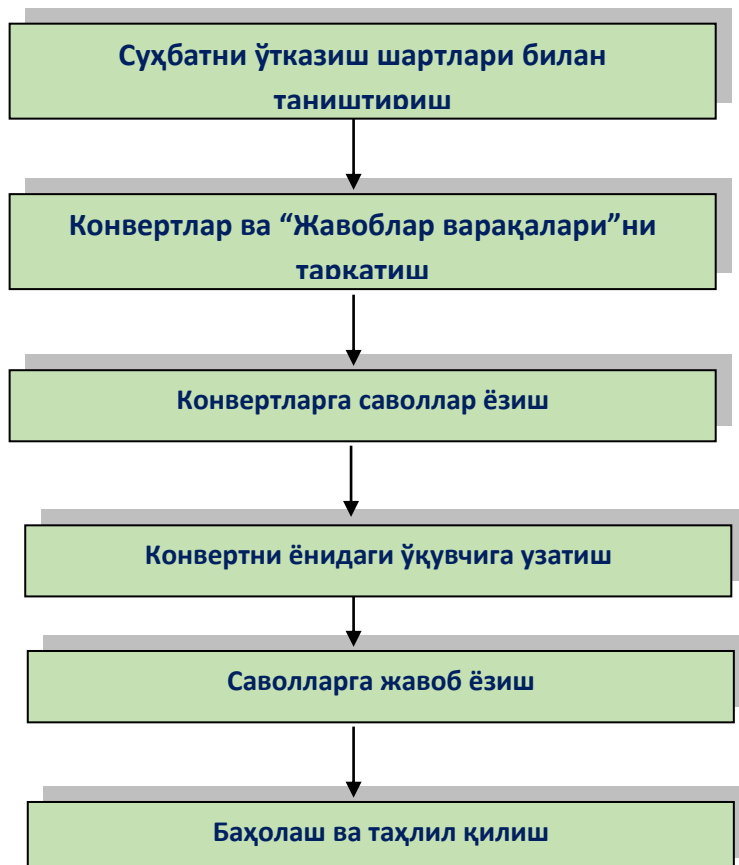 Суҳбатни ўтказиш шартлари билан
таништириш
Конвертлар ва “Жавоблар варақалари”ни
тарқатиш
Конвертларга саволлар ёзиш
Конвертни ёнидаги ўқувчига узатиш
Саволларга жавоб ёзиш
Баҳолаш ва таҳлил қилиш